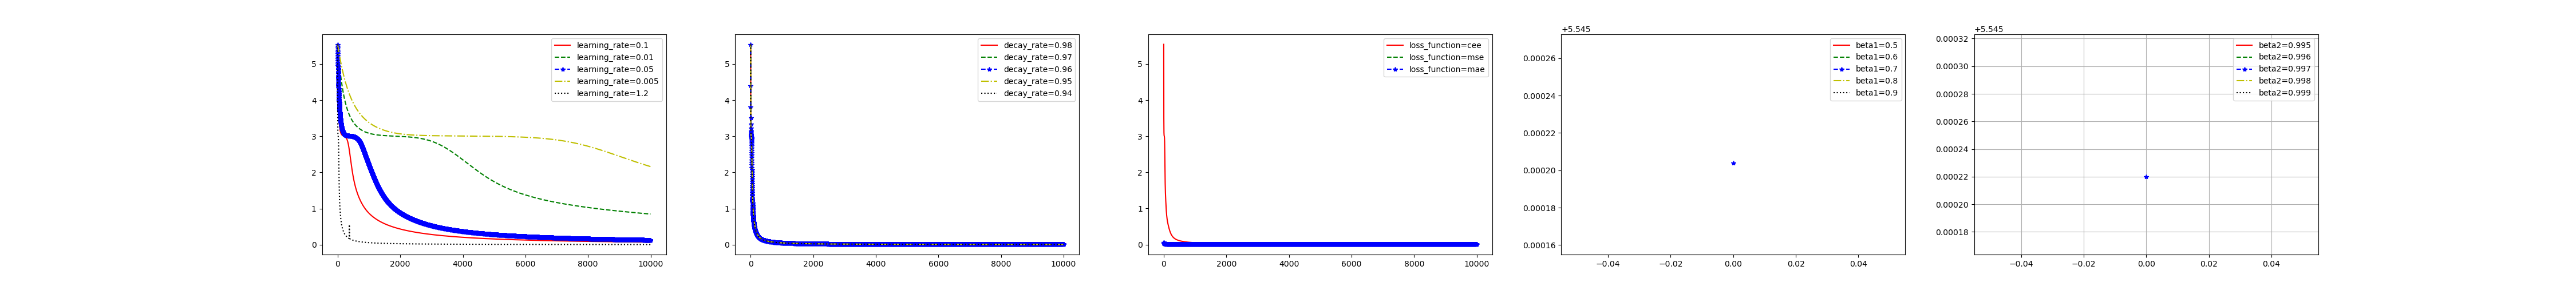 learning_rate=0.1
learning_rate=0.01
learning_rate=0.05
learning_rate=0.005
learning_rate=1.2
5
4
3
2
1
0
0 2000 4000 6000 8000 10000
decay_rate=0.98
decay_rate=0.97
decay_rate=0.96
decay_rate=0.95
decay_rate=0.94
5
4
3
2
1
0
0 2000 4000 6000 8000 10000
loss_function=cee
loss_function=mse
loss_function=mae
5
4
3
2
1
0
0 2000 4000 6000 8000 10000
+5.545
beta1=0.5
beta1=0.6
beta1=0.7
beta1=0.8
beta1=0.9
0.00026
0.00024
0.00022
0.00020
0.00018
0.00016
−0.04 −0.02 0.00 0.02 0.04
+5.545
beta2=0.995
beta2=0.996
beta2=0.997
beta2=0.998
beta2=0.999
0.00032
0.00030
0.00028
0.00026
0.00024
0.00022
0.00020
0.00018
−0.04 −0.02 0.00 0.02 0.04